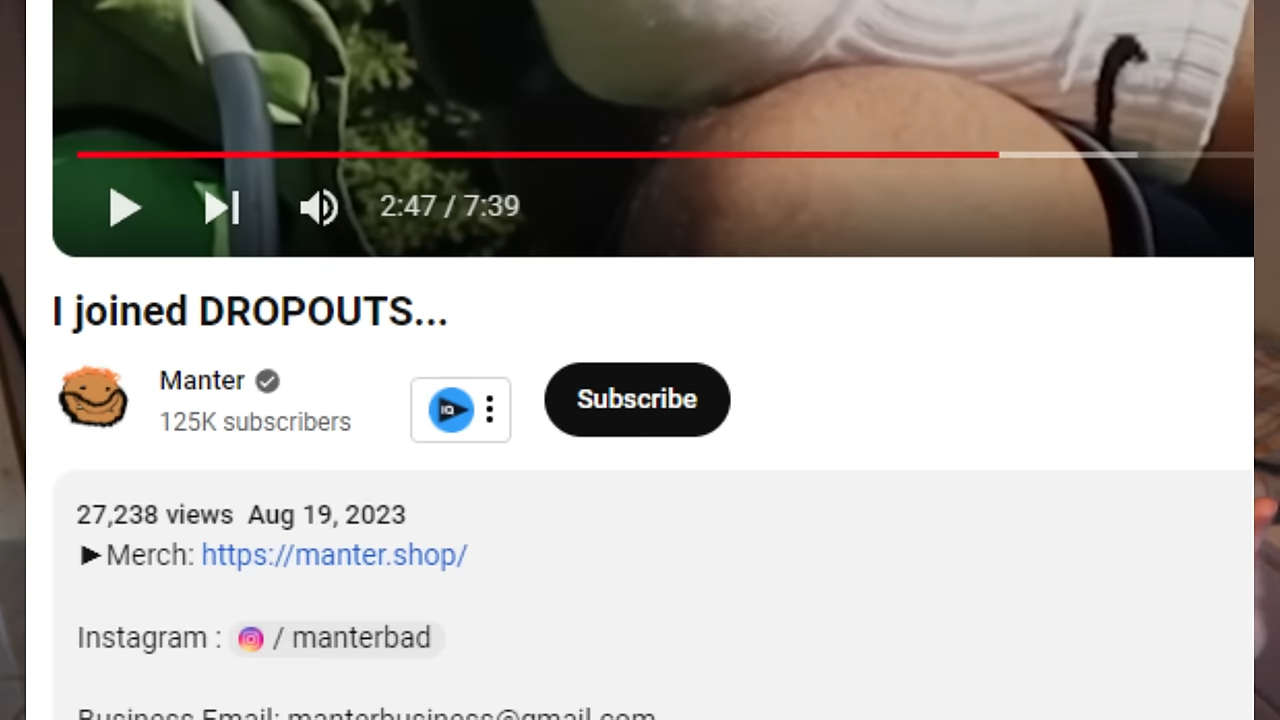 2:47 / 7:39
I joined DROPOUTS...
Manter
125K subscribers
IQ
Subscribe
27,238 views Aug 19, 2023
►Merch: https://manter.shop/
Instagram : / manterbad
Business Email: manterbusiness@gmail.com